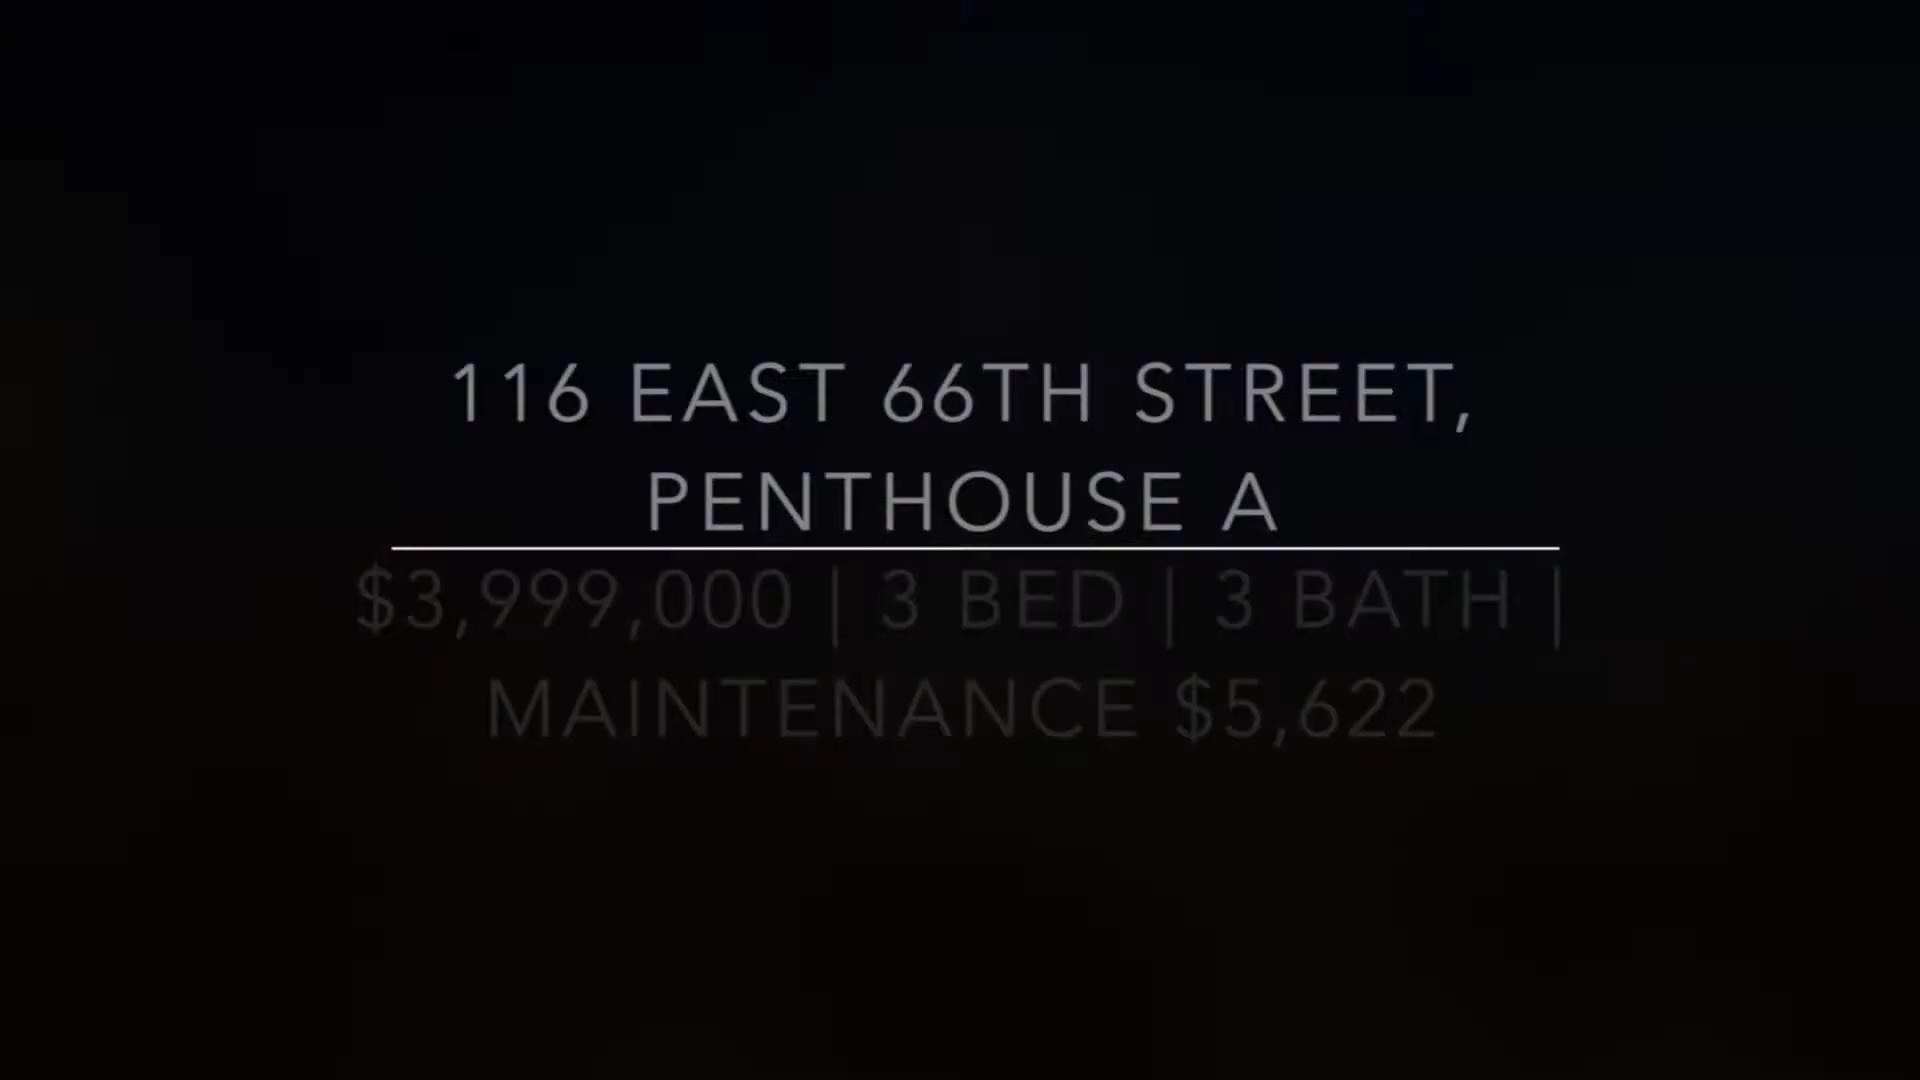 116 EAST 66TH STREET,
PENTHOUSE A
$3,999,000 | 3 BED | 3 BATH |
MAINTENANCE $5,622